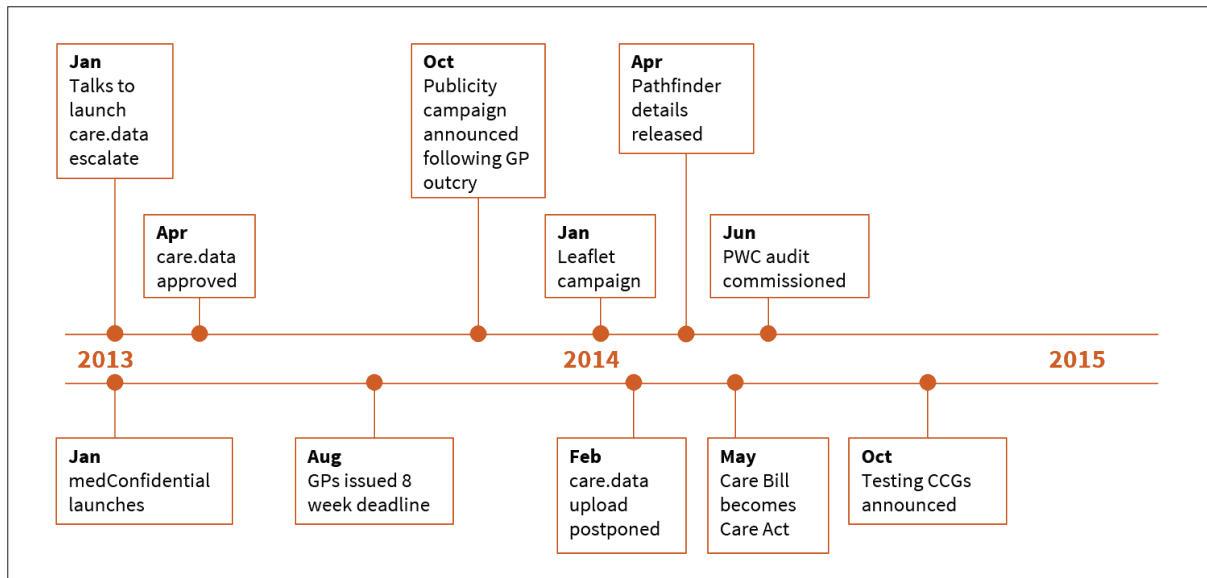 Jan
Talks to
launch
care.data
escalate
Oct
Publicity
campaign
announced
following GP
outcry
Apr
Pathfinder
details
released
Apr
care.data
approved
Jan
Leaflet
campaign
Jun
PWC audit
commissioned
2013
2014
2015
Jan
medConfidential
launches
Aug
GPs issued 8
week deadline
Feb
care.data
upload
postponed
May
Care Bill
becomes
Care Act
Oct
Testing CCGs
announced